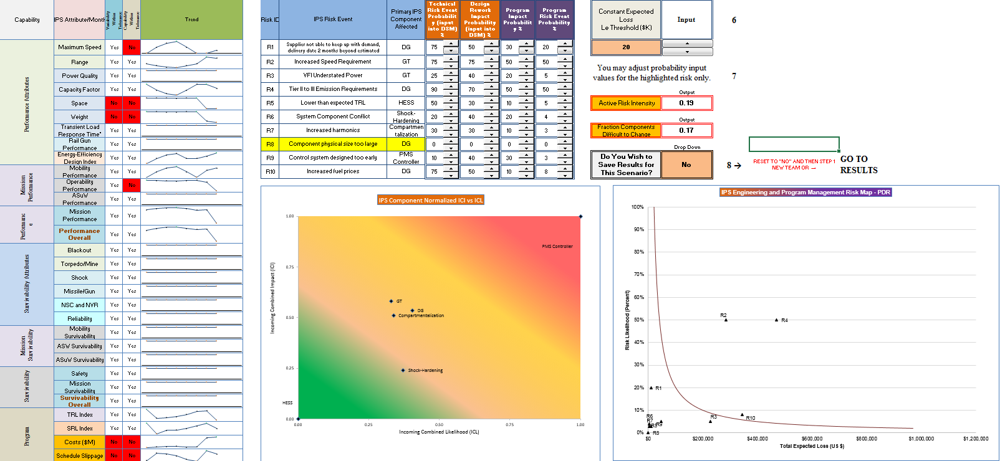 Capability IPS Attribute/Month Variability Within Tolerance Capability Within Tolerance Trend
Performance Attributes
Maximum Speed Yes No
Range Yes Yes
Power Quality Yes Yes
Capacity Factor Yes Yes
Space No No
Weight No No
Transient Load
Response Time" Yes Yes
Rail Gun
Performance Yes Yes
Energy-Efficiency
Design Index Yes Yes
Mission
Performance
Mobility
Performance Yes Yes
Operability
Performance Yes No
ASuW
Performance Yes Yes
Performanc
e
Mission
Performance Yes Yes
Performance
Overall Yes Yes
Survivability Attributes
Blackout Yes Yes
Torpedo/Mine Yes Yes
Shock Yes Yes
Missile/Gun Yes Yes
NSC and NVR Yes Yes
Reliability Yes Yes
Mission
Survivability
Mobility
Survivability Yes Yes
ASW Survivability Yes Yes
ASuW Survivability Yes Yes
Survivability
Safety Yes Yes
Mission
Survivability Yes Yes
Survivability
Overall Yes Yes
Program
TRL Index Yes Yes
SRL Index Yes Yes
Costs ($M) No No
Schedule Slippage No No
Risk ID
IPS Risk Event
Primary IPS
Component
Affected
Technical
Risk Event
Probabilit
y (input
into DSM)
%
Design
Rework
Impact
Probability
(input into
DSM) %
Program
Impact
Probabilit
y %
Program
Risk Event
Probability
%
R1 Supplier not able to keep up with demand,
delivery date 2 months beyond estimated DG 75 50 30 20
R2 Increased Speed Requirement GT 75 75 50 50
R3 VFI Understated Power GT 25 40 20 5
R4 Tier II to III Emission Requirements DG 90 70 50 50
R5 Lower than expected TRL HESS 50 30 10 5
R6 System Component Conflict Shock-
Hardening 20 40 20 4
R7 Increased harmonics Compartmen
talization 30 30 10 3
R8 Component physical size too large DG 0 0 0 0
R9 Control system designed too early PMS
Controller 10 40 30 3
R10 Increased fuel prices DG 75 50 10 8
Constant Expected
Loss
Le Threshold ($K)
Input
6
20
You may adjust probability input
values for the highlighted risk only.
7
Output
Active Risk Intensity 0.19
Output
Fraction Components
Difficult to Change 0.17
Drop Down
Do You Wish to
Save Results for
This Scenario?
No
8 →
RESET TO "NO" AND THEN STEP 1
NEW TEAM OR →
GO TO
RESULTS
IPS Component Normalized ICI vs ICL
Incoming Combined Impact (ICI)
1.00
0.75
0.50
0.25
0.00
PMS Controller
GT
DG
Compartmentalization
Shock-Hardening
HESS
0.00 0.25 0.50 0.75 1.00
Incoming Combined Likelihood (ICL)
IPS Engineering and Program Management Risk Map - PDR
Risk Likelihood (Percent)
100%
90%
80%
70%
60%
50%
40%
30%
20%
10%
0%
R2
R4
R1
R3
R10
R6
R7
R5
R9
R8
$0 $200,000 $400,000 $600,000 $800,000 $1,000,000 $1,200,000
Total Expected Loss (US $)